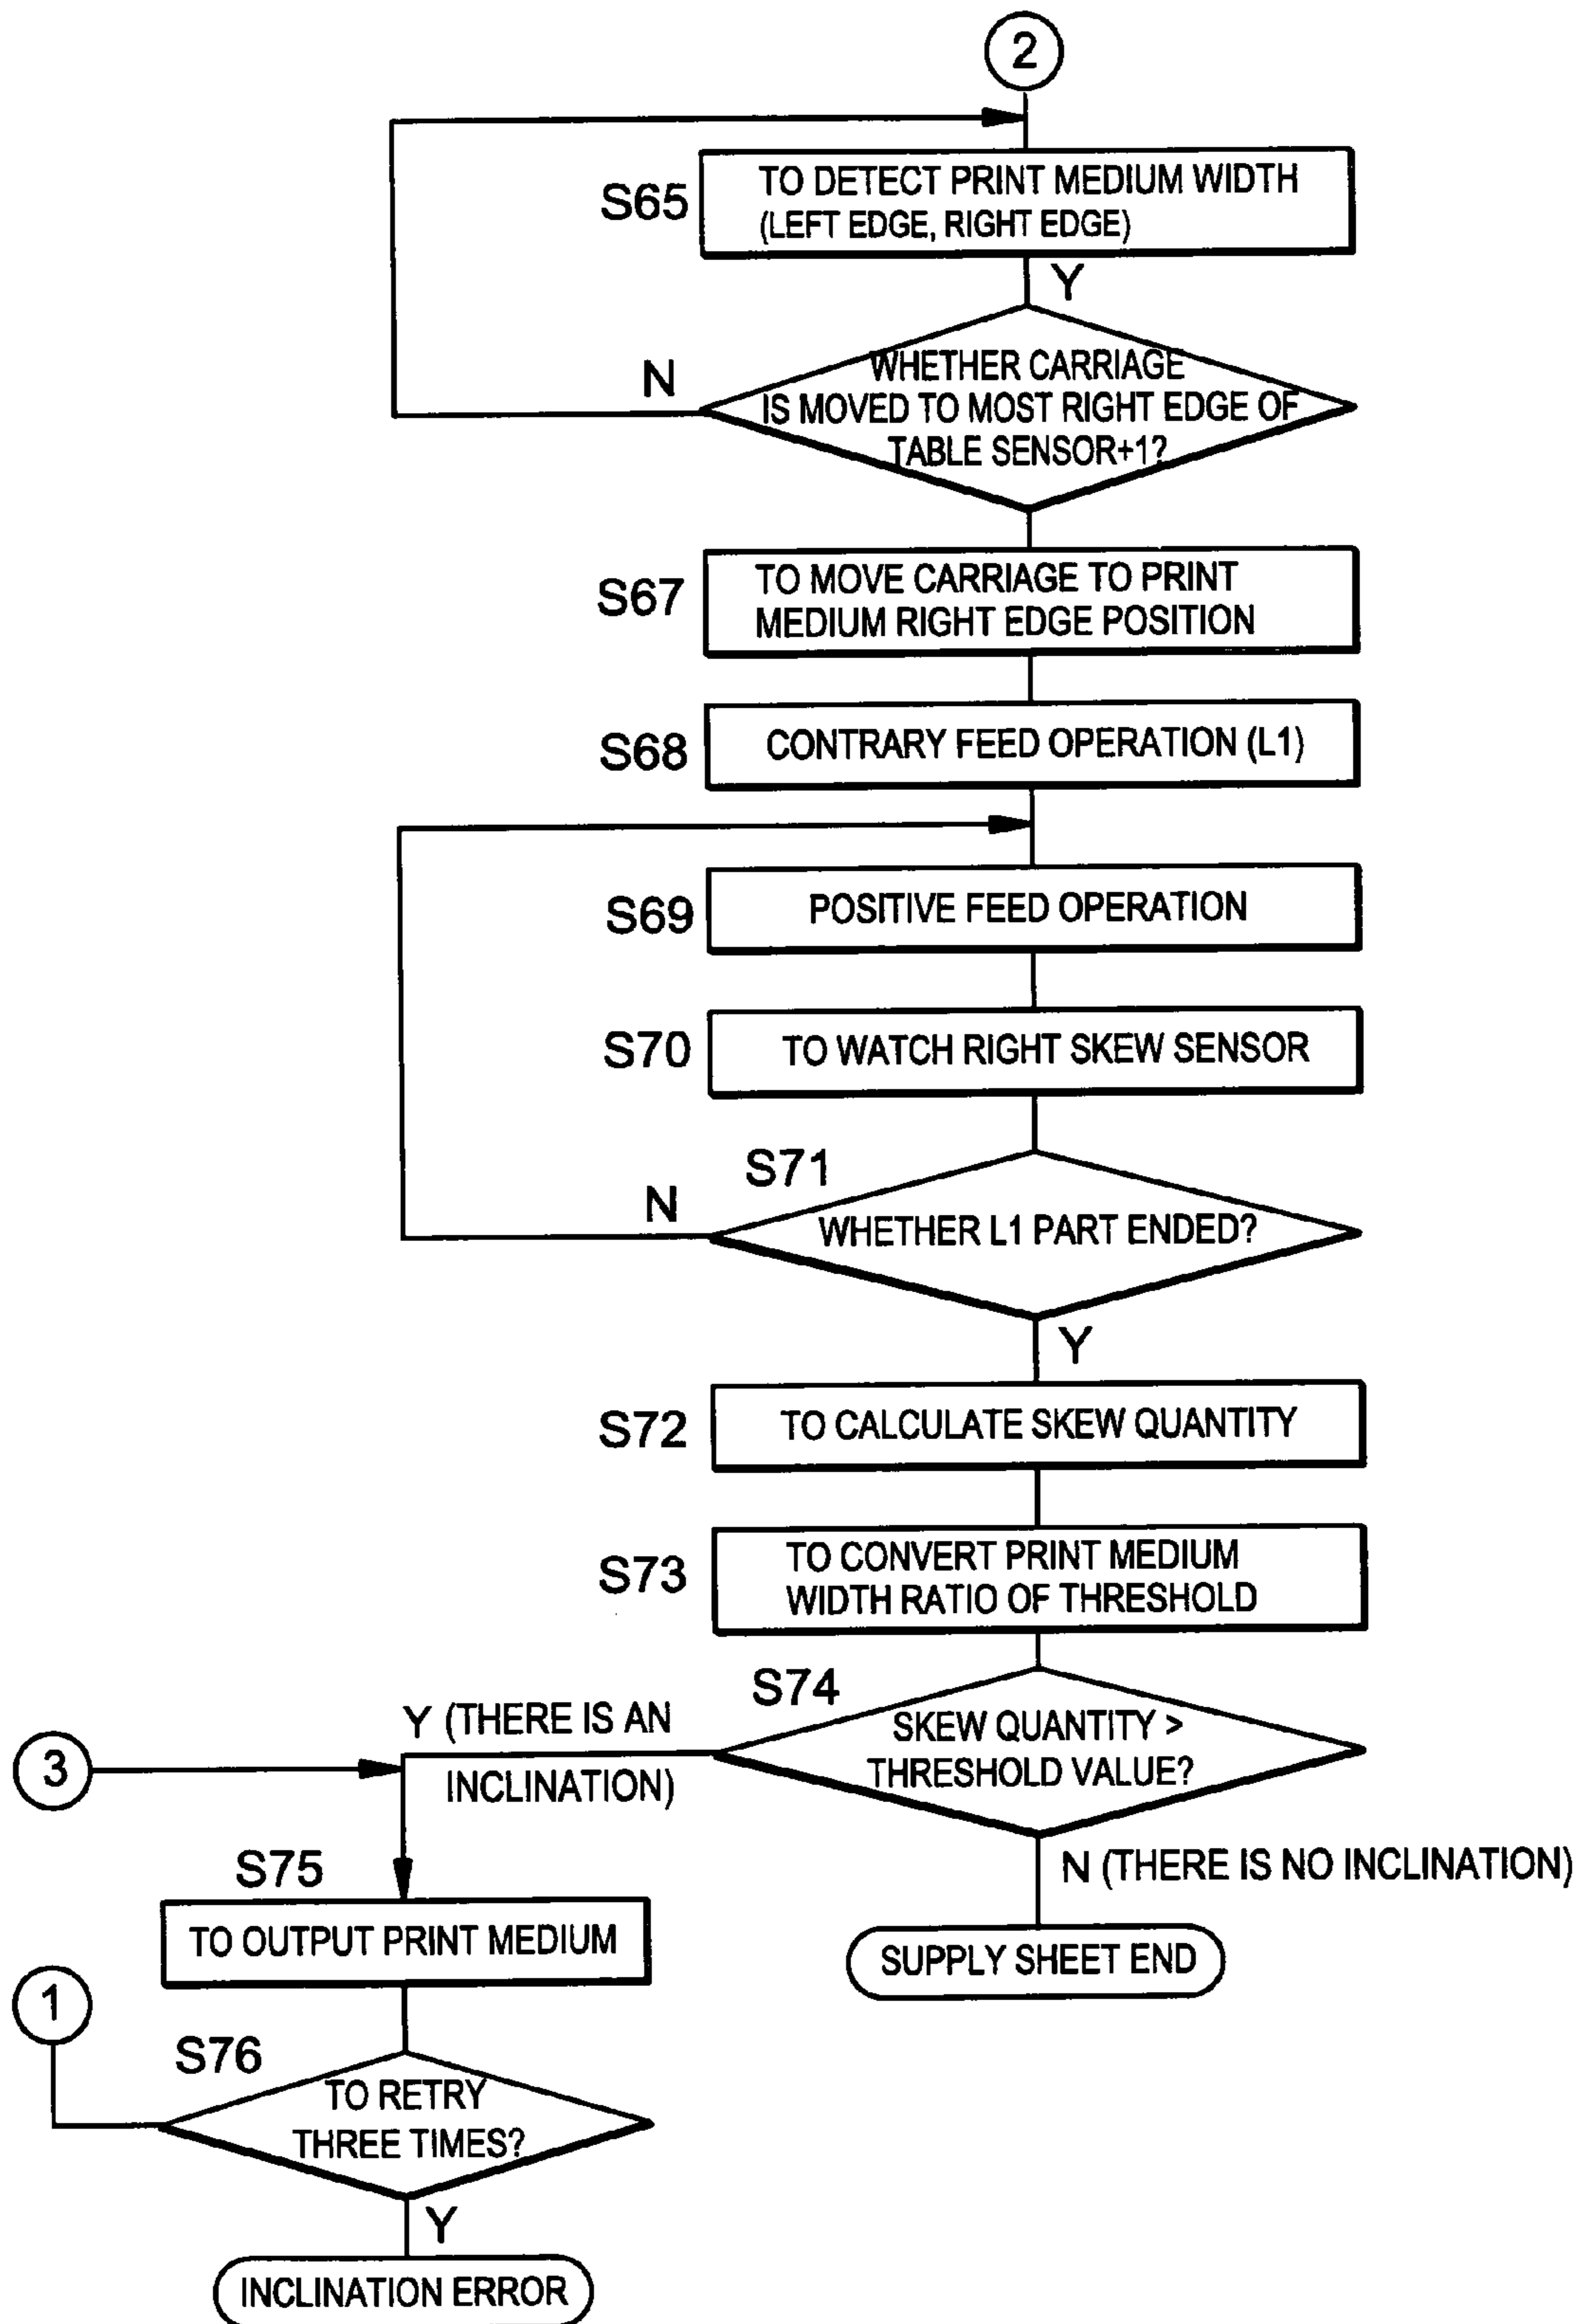 2
S65
TO DETECT PRINT MEDIUM WIDTH
(LEFT EDGE, RIGHT EDGE)
Y
N
WHETHER CARRIAGE
IS MOVED TO MOST RIGHT EDGE OF
TABLE SENSOR+1?
S67
TO MOVE CARRIAGE TO PRINT
MEDIUM RIGHT EDGE POSITION
S68
CONTRARY FEED OPERATION (L1)
S69
POSITIVE FEED OPERATION
S70
TO WATCH RIGHT SKEW SENSOR
S71
N
WHETHER L1 PART ENDED?
Y
S72
TO CALCULATE SKEW QUANTITY
S73
TO CONVERT PRINT MEDIUM
WIDTH RATIO OF THRESHOLD
S74
SKEW QUANTITY >
THRESHOLD VALUE?
Y (THERE IS AN
INCLINATION)
3
N (THERE IS NO INCLINATION)
SUPPLY SHEET END
S75
TO OUTPUT PRINT MEDIUM
1
S76
TO RETRY
THREE TIMES?
Y
INCLINATION ERROR